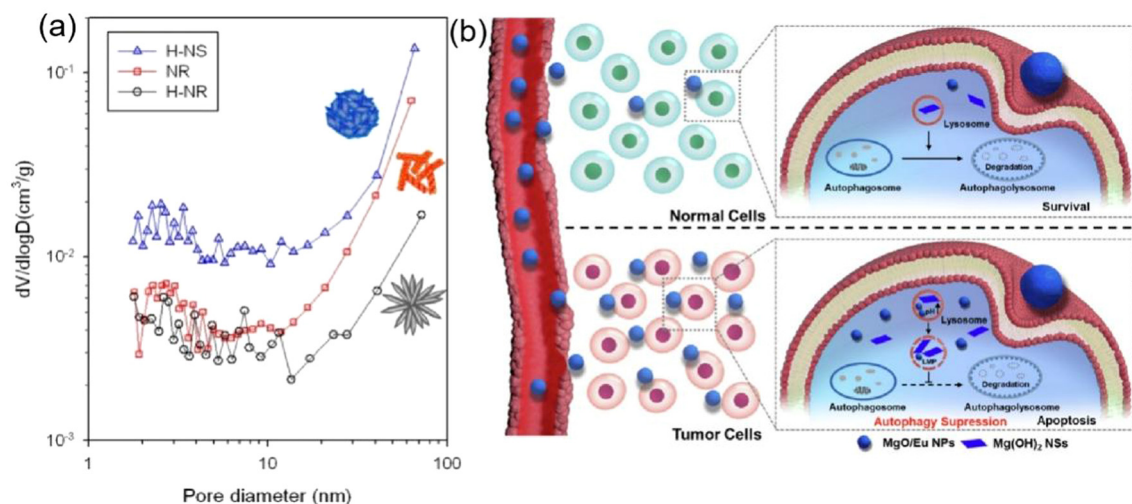 (a)
H-NS
NR
H-NR
dV/dlogD(cm³/g)
10⁻¹
10⁻²
10⁻³
1
10
100
Pore diameter (nm)
(b)
Normal Cells
Lysosome
Autophagosome
Degradation
Autophagolysosome
Survival
Tumor Cells
pH
Lysosome
LMP
Autophagosome
Degradation
Autophagolysosome
Autophagy Supression
Apoptosis
MgO/Eu NPs
Mg(OH)₂ NSs